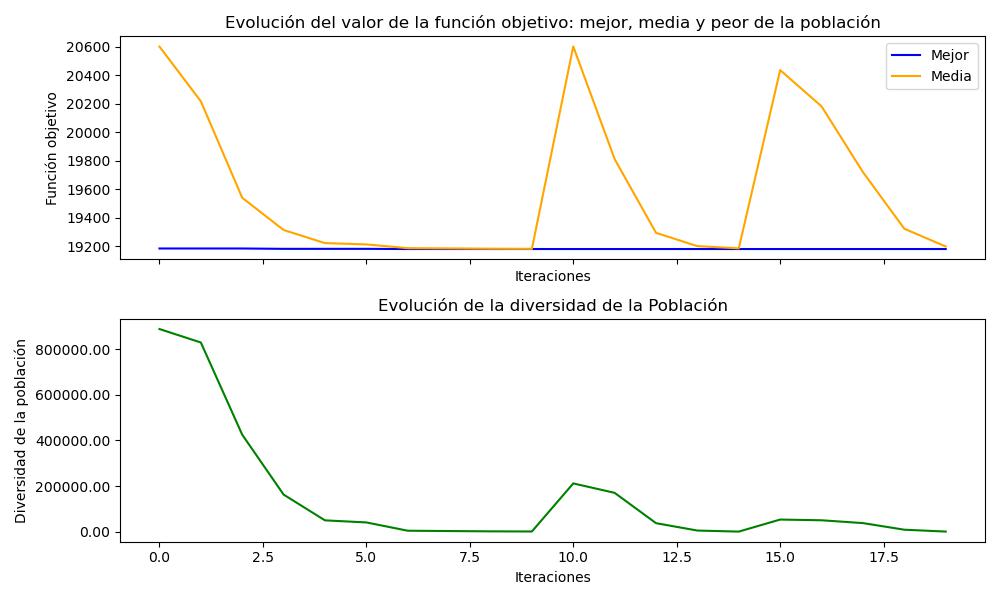 Evolución del valor de la función objetivo: mejor, media y peor de la población
20600
20400
20200
20000
19800
19600
19400
19200
Función objetivo
Mejor
Media
Iteraciones
Evolución de la diversidad de la Población
800000.00
600000.00
400000.00
200000.00
0.00
Diversidad de la población
0.0 2.5 5.0 7.5 10.0 12.5 15.0 17.5
Iteraciones